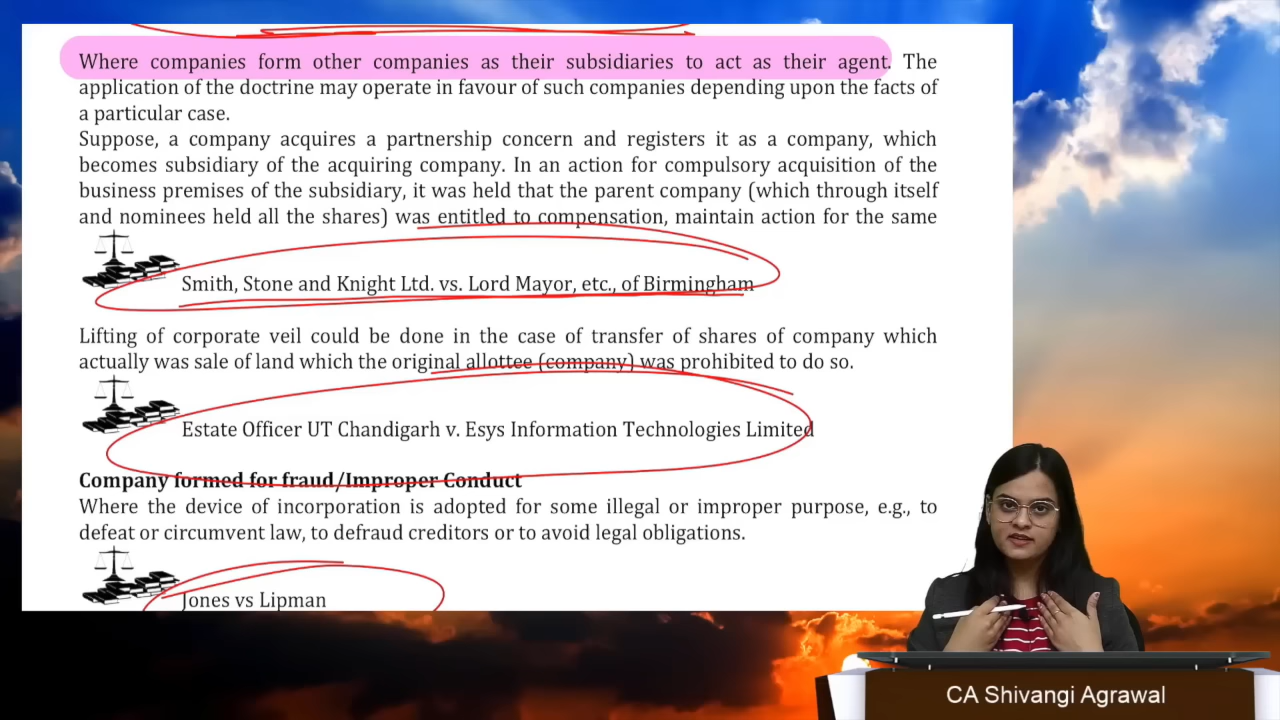 Where companies form other companies as their subsidiaries to act as their agent. The
application of the doctrine may operate in favour of such companies depending upon the facts of
a particular case.
Suppose, a company acquires a partnership concern and registers it as a company, which
becomes subsidiary of the acquiring company. In an action for compulsory acquisition of the
business premises of the subsidiary, it was held that the parent company (which through itself
and nominees held all the shares) was entitled to compensation, maintain action for the same
Smith, Stone and Knight Ltd. vs. Lord Mayor, etc., of Birmingham
Lifting of corporate veil could be done in the case of transfer of shares of company which
actually was sale of land which the original allottee (company) was prohibited to do so.
Estate Officer UT Chandigarh v. Esys Information Technologies Limited
Company formed for fraud/Improper Conduct
Where the device of incorporation is adopted for some illegal or improper purpose, e.g., to
defeat or circumvent law, to defraud creditors or to avoid legal obligations.
Jones vs Lipman
CA Shivangi Agrawal